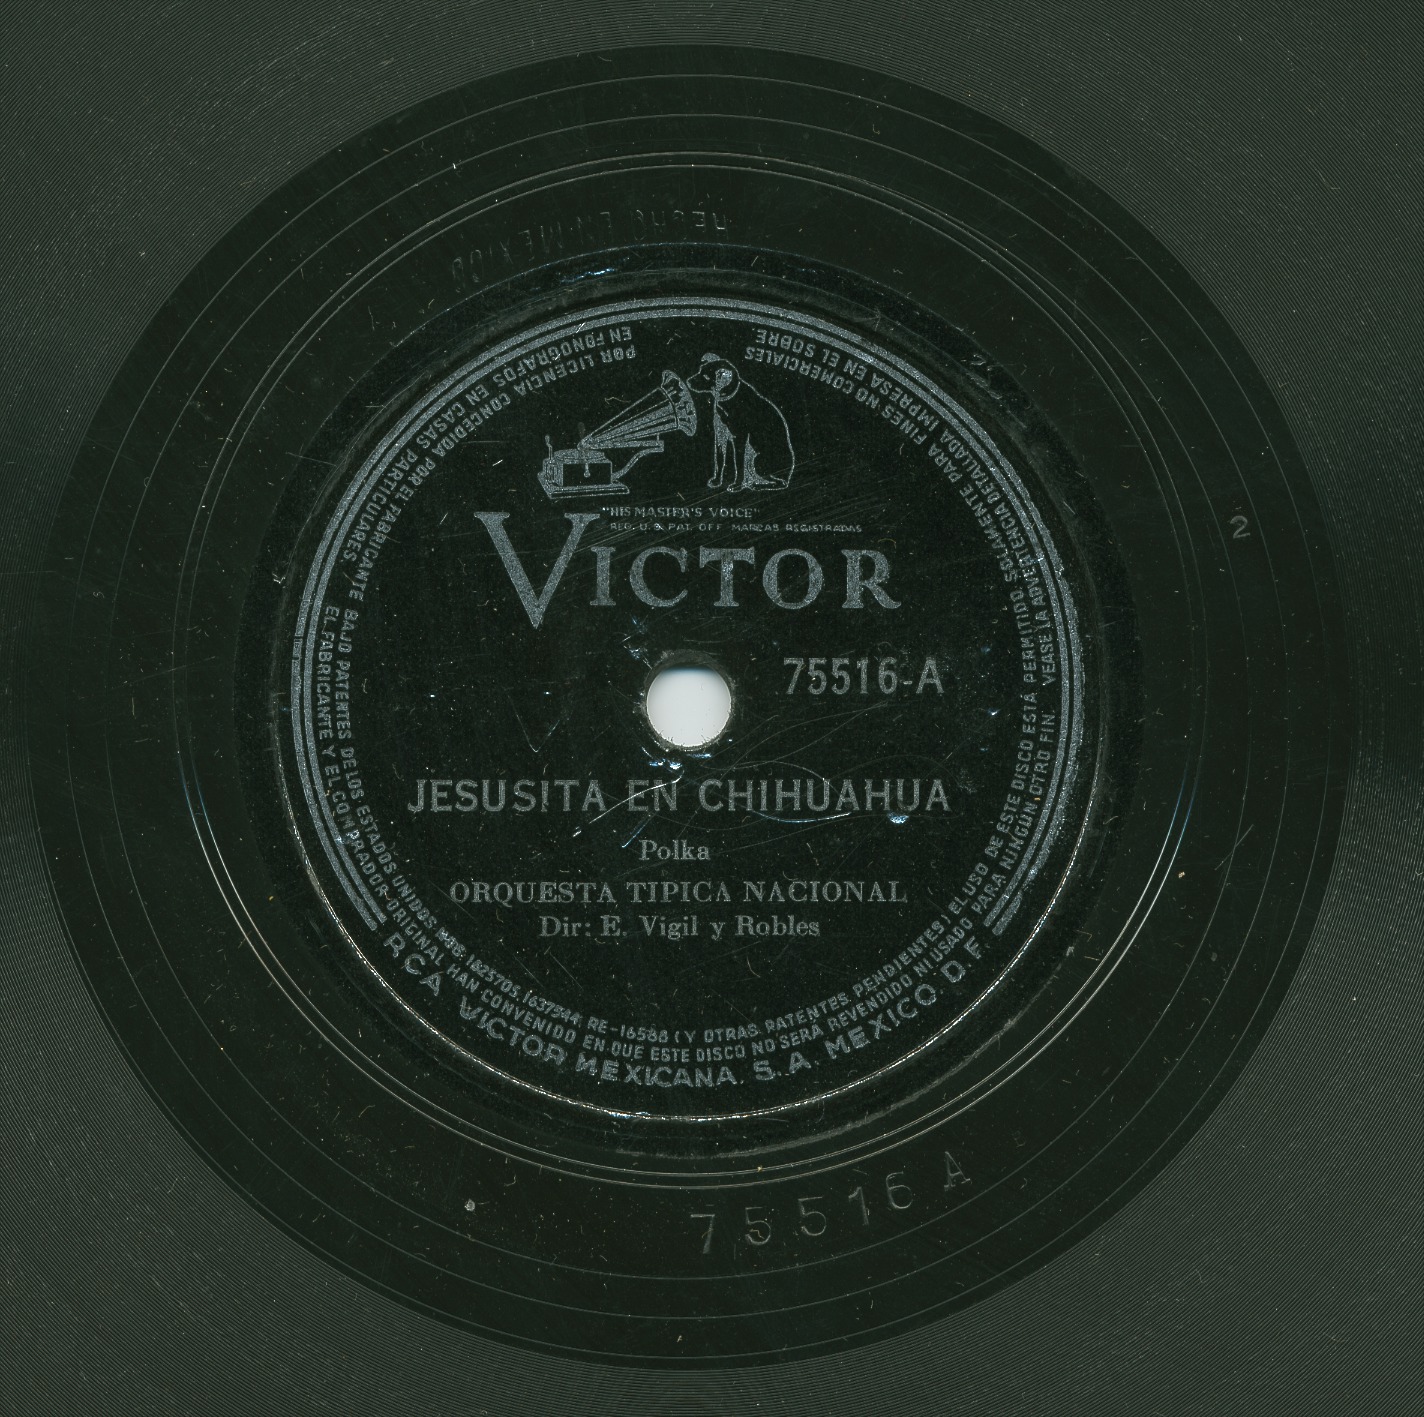 HECHO EN MEXICO
"HIS MASTER'S VOICE"
REG. U.S. PAT. OFF. MARCAS REGISTRADAS
VICTOR
75516-A
JESUSITA EN CHIHUAHUA
Polka
ORQUESTA TIPICA NACIONAL
Dir: E. Vigil y Robles
POR LICENCIA CONCEDIDA POR EL FABRICANTE BAJO PATENTES DE LOS ESTADOS UNIDOS NOS. 1625705, 1637544 RE-16588 (Y OTRAS PATENTES PENDIENTES) EL USO DE ESTE DISCO ESTÁ PERMITIDO SOLAMENTE PARA FINES NO COMERCIALES
EN FONOGRAFOS EN CASAS PARTICULARES. EL FABRICANTE Y EL COMPRADOR ORIGINAL HAN CONVENIDO EN QUE ESTE DISCO NO SERA REVENDIDO NI USADO PARA NINGUN OTRO FIN VEASE LA ADVERTENCIA DETALLADA IMPRESA EN EL SOBRE
RCA VICTOR MEXICANA, S. A. MEXICO. D. F.
2
75516 A